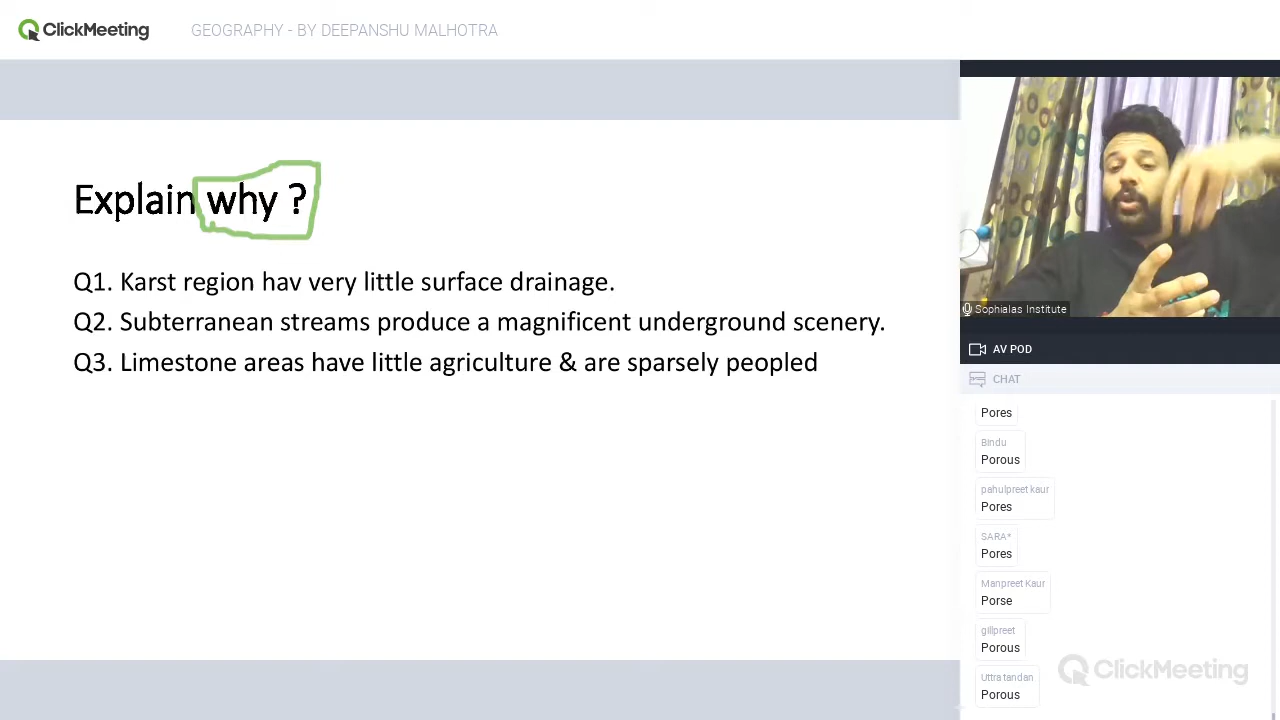 ClickMeeting
GEOGRAPHY - BY DEEPANSHU MALHOTRA
Explain why ?
Q1. Karst region hav very little surface drainage.
Q2. Subterranean streams produce a magnificent underground scenery.
Q3. Limestone areas have little agriculture & are sparsely peopled
Sophialas Institute
AV POD
CHAT
Pores
Bindu
Porous
pahulpreet kaur
Pores
SARA*
Pores
Manpreet Kaur
Porse
gillpreet
Porous
Uttra tandan
Porous
ClickMeeting